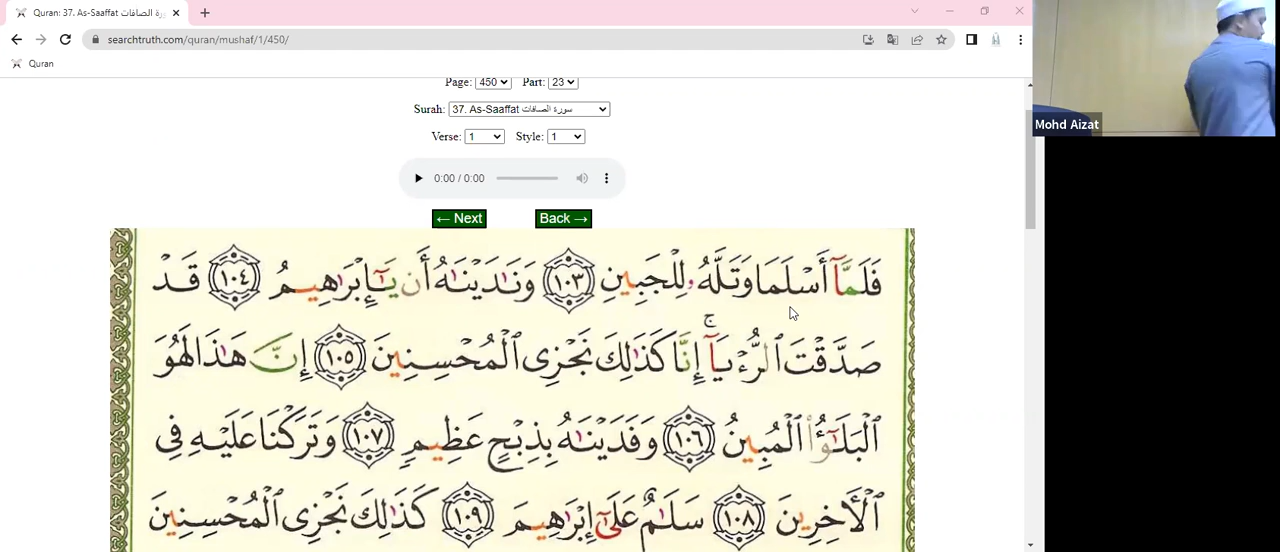 Quran: 37. As-Saaffat سورة الصافات
searchtruth.com/quran/mushaf/1/450/
Quran
Page: 450 Part: 23
Surah: 37. As-Saaffat سورة الصافات
Verse: 1 Style: 1
0:00 / 0:00
← Next Back →
فَلَمَّآ أَسْلَمَا وَتَلَّهُۥ لِلْجَبِينِ ١٠٣ وَنَـٰدَيْنَـٰهُ أَن يَـٰٓإِبْرَٰهِيمُ ١٠٤ قَدْ
صَدَّقْتَ ٱلرُّءْيَآ ۚ إِنَّا كَذَٰلِكَ نَجْزِى ٱلْمُحْسِنِينَ ١٠٥ إِنَّ هَـٰذَا لَهُوَ
ٱلْبَلَـٰٓؤُا۟ ٱلْمُبِينُ ١٠٦ وَفَدَيْنَـٰهُ بِذِبْحٍ عَظِيمٍ ١٠٧ وَتَرَكْنَا عَلَيْهِ فِى
ٱلْـَٔاخِرِينَ ١٠٨ سَلَـٰمٌ عَلَىٰٓ إِبْرَٰهِيمَ ١٠٩ كَذَٰلِكَ نَجْزِى ٱلْمُحْسِنِينَ
Mohd Aizat